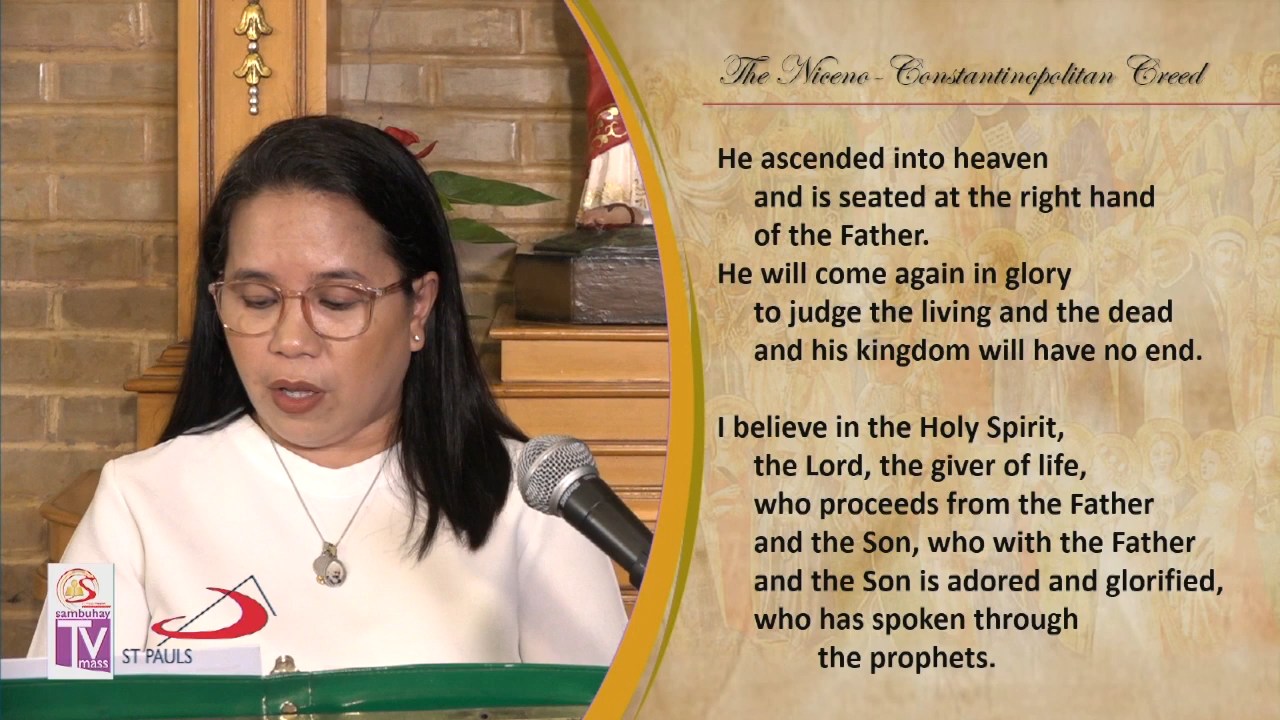 The Niceno-Constantinopolitan Creed
He ascended into heaven
and is seated at the right hand
of the Father.
He will come again in glory
to judge the living and the dead
and his kingdom will have no end.
I believe in the Holy Spirit,
the Lord, the giver of life,
who proceeds from the Father
and the Son, who with the Father
and the Son is adored and glorified,
who has spoken through
the prophets.
sambuhay
TV
mass
ST PAULS